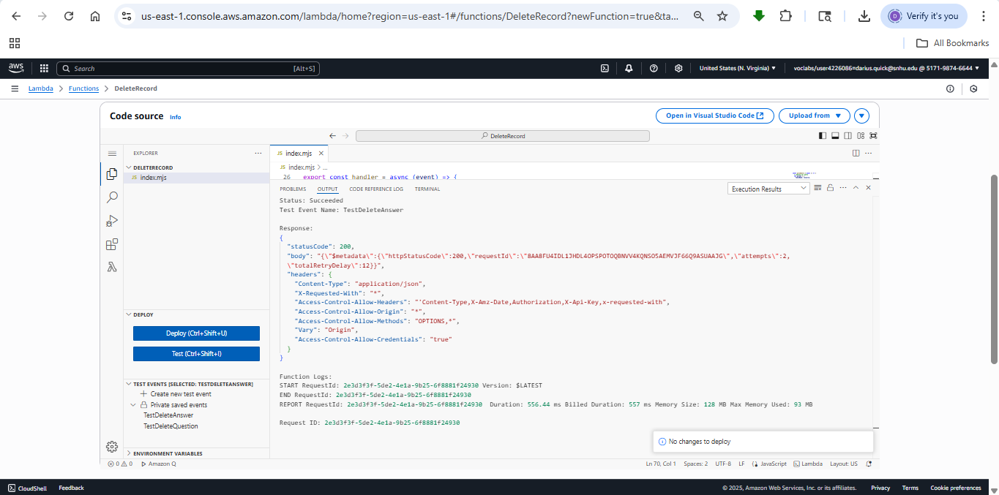 us-east-1.console.aws.amazon.com/lambda/home?region=us-east-1#/functions/DeleteRecord?newFunction=true&ta...
D
Verify it's you
All Bookmarks
aws
Search [Alt+S]
United States (N. Virginia)
voclabs/user4226086=darius.quick@snhu.edu @ 5171-9874-6644
Lambda > Functions > DeleteRecord
Code source Info
Open in Visual Studio Code
Upload from
DeleteRecord
EXPLORER
DELETERECORD
JS index.mjs
JS index.mjs
JS index.mjs > ...
26 export const handler = async (event) => {
PROBLEMS OUTPUT CODE REFERENCE LOG TERMINAL
Execution Results
Status: Succeeded
Test Event Name: TestDeleteAnswer
Response:
{
"statusCode": 200,
"body": "{\"$metadata\":{\"httpStatusCode\":200,\"requestId\":\"8AA8FU4IDL1JHDL4OPSPOTOQBNVV4KQNSO5AEMVJF66Q9ASUAAJG\",\"attempts\":2,
\"totalRetryDelay\":12}}",
"headers": {
"Content-Type": "application/json",
"X-Requested-With": "*",
"Access-Control-Allow-Headers": "'Content-Type,X-Amz-Date,Authorization,X-Api-Key,x-requested-with",
"Access-Control-Allow-Origin": "*",
"Access-Control-Allow-Methods": "OPTIONS,*",
"Vary": "Origin",
"Access-Control-Allow-Credentials": "true"
}
}
Function Logs:
START RequestId: 2e3d3f3f-5de2-4e1a-9b25-6f8881f24930 Version: $LATEST
END RequestId: 2e3d3f3f-5de2-4e1a-9b25-6f8881f24930
REPORT RequestId: 2e3d3f3f-5de2-4e1a-9b25-6f8881f24930 Duration: 556.44 ms Billed Duration: 557 ms Memory Size: 128 MB Max Memory Used: 93 MB
Request ID: 2e3d3f3f-5de2-4e1a-9b25-6f8881f24930
DEPLOY
Deploy (Ctrl+Shift+U)
Test (Ctrl+Shift+I)
TEST EVENTS [SELECTED: TESTDELETEANSWER]
Create new test event
Private saved events
TestDeleteAnswer
TestDeleteQuestion
ENVIRONMENT VARIABLES
No changes to deploy
0 0 Amazon Q
Ln 70, Col 1 Spaces: 2 UTF-8 LF JavaScript Lambda Layout: US
CloudShell Feedback
© 2025, Amazon Web Services, Inc. or its affiliates. Privacy Terms Cookie preferences